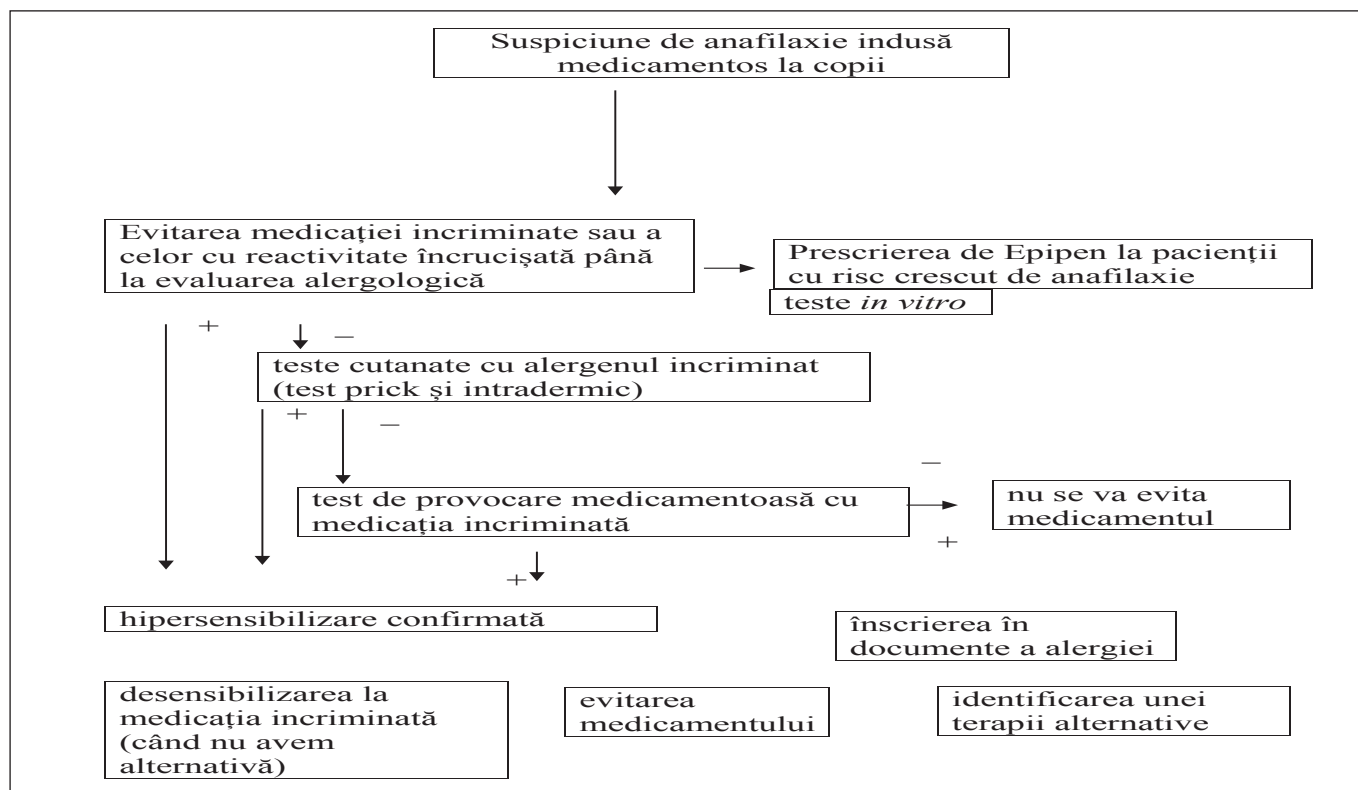 Suspiciune de anafilaxie indusă
medicamentos la copii
Evitarea medicației incriminate sau a
celor cu reactivitate încrucișată până
la evaluarea alergologică
Prescrierea de Epipen la pacienții
cu risc crescut de anafilaxie
teste in vitro
+
–
teste cutanate cu alergenul incriminat
(test prick și intradermic)
+
–
test de provocare medicamentoasă cu
medicația incriminată
–
+
nu se va evita
medicamentul
+
hipersensibilizare confirmată
înscrierea în
documente a alergiei
desensibilizarea la
medicația incriminată
(când nu avem
alternativă)
evitarea
medicamentului
identificarea unei
terapii alternative